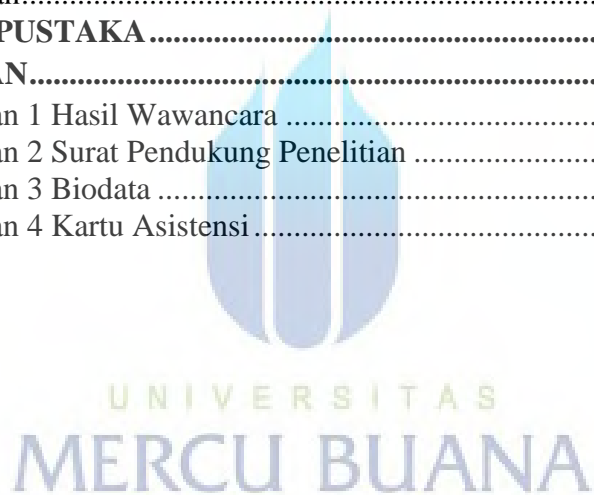 PUSTAKA..........................................................................
AN..........................................................................
an 1 Hasil Wawancara ..........................................................
an 2 Surat Pendukung Penelitian ..........................................
an 3 Biodata ..........................................................................
an 4 Kartu Asistensi ..............................................................
UNIVERSITAS
MERCU BUANA